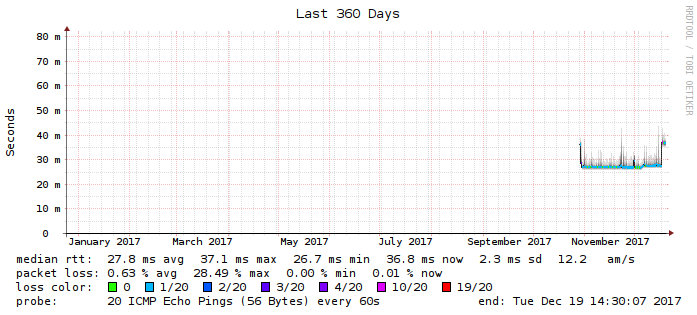 Last 360 Days
RRDTOOL / TOBI OETIKER
Seconds
80 m
70 m
60 m
50 m
40 m
30 m
20 m
10 m
0
January 2017 March 2017 May 2017 July 2017 September 2017 November 2017
median rtt: 27.8 ms avg 37.1 ms max 26.7 ms min 36.8 ms now 2.3 ms sd 12.2 am/s
packet loss: 0.63 % avg 28.49 % max 0.00 % min 0.01 % now
loss color: 0 1/20 2/20 3/20 4/20 10/20 19/20
probe: 20 ICMP Echo Pings (56 Bytes) every 60s end: Tue Dec 19 14:30:07 2017